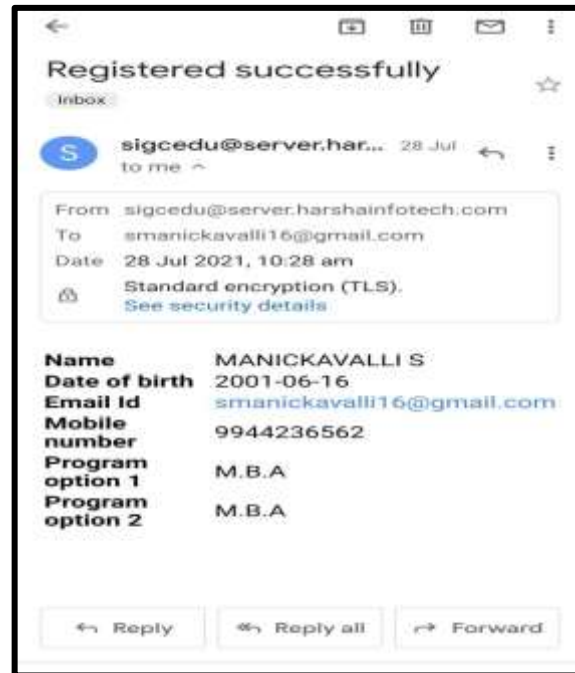 Registered successfully
Inbox
S
sigcedu@server.har... 28 Jul
to me
From sigcedu@server.harshainfotech.com
To smanickavalli16@gmail.com
Date 28 Jul 2021, 10:28 am
Standard encryption (TLS).
See security details
Name MANICKAVALLI S
Date of birth 2001-06-16
Email Id smanickavalli16@gmail.com
Mobile
number 9944236562
Program
option 1 M.B.A
Program
option 2 M.B.A
Reply Reply all Forward